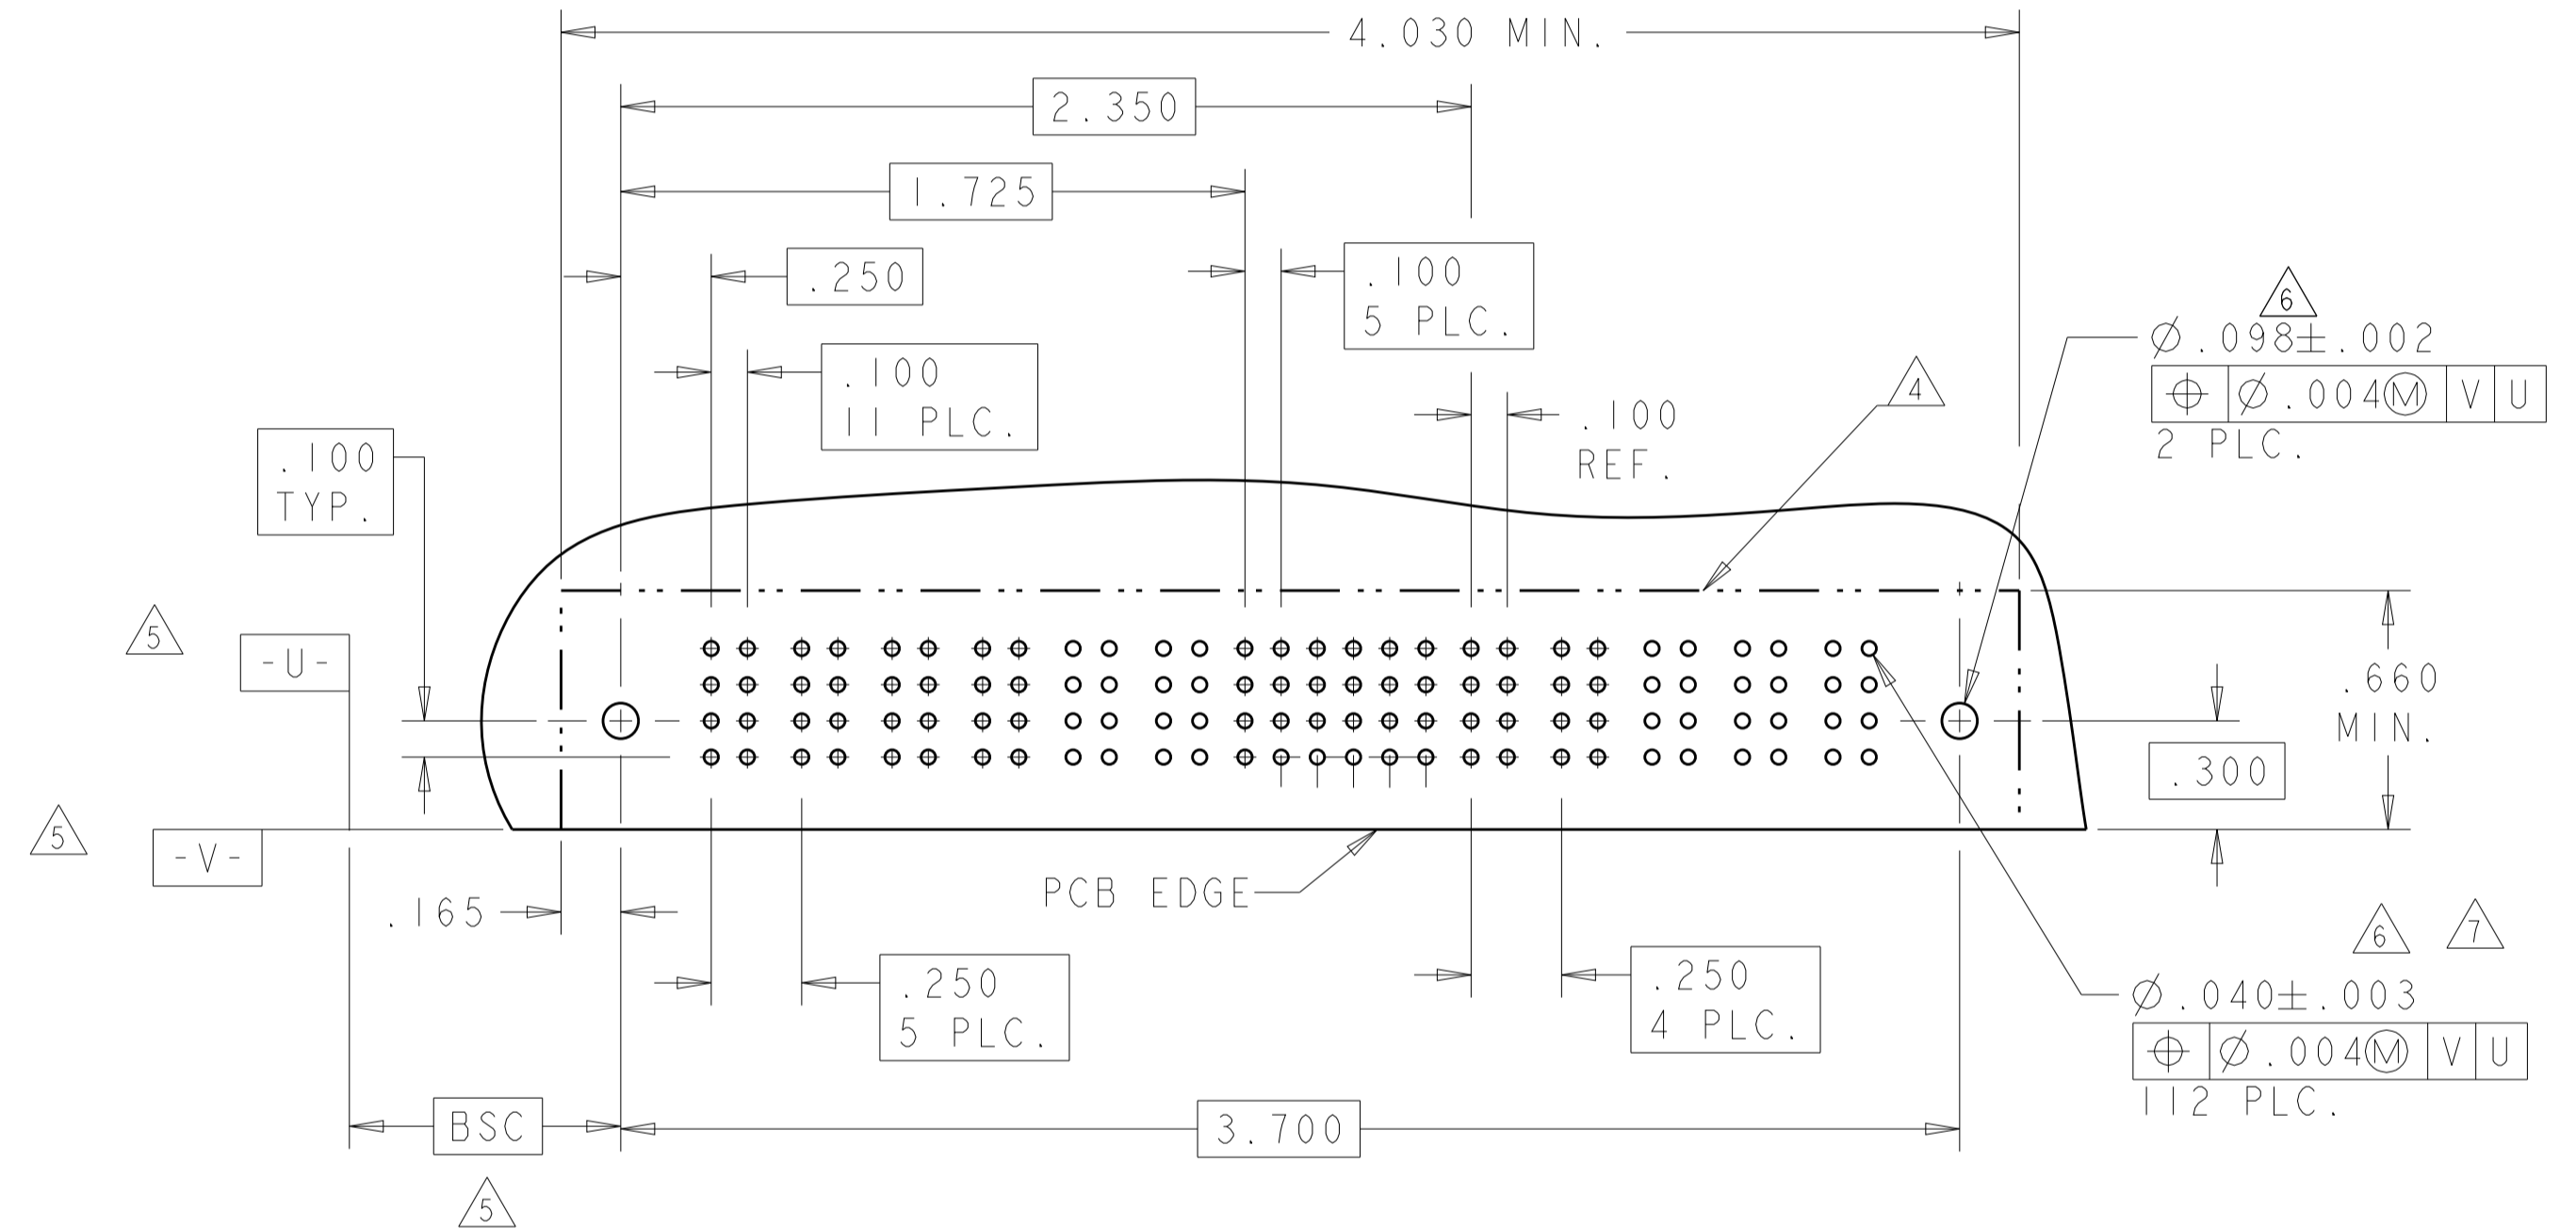 4.030 MIN.
2.350
1.725
.250
.100
5 PLC.
6
Ø.098±.002
⌖ Ø.004Ⓜ V U
2 PLC.
.100
11 PLC.
4
.100
REF.
.100
TYP.
5
-U-
.660
MIN.
.300
5
-V-
PCB EDGE
.165
6 7
.250
5 PLC.
.250
4 PLC.
Ø.040±.003
⌖ Ø.004Ⓜ V U
112 PLC.
BSC
3.700
5